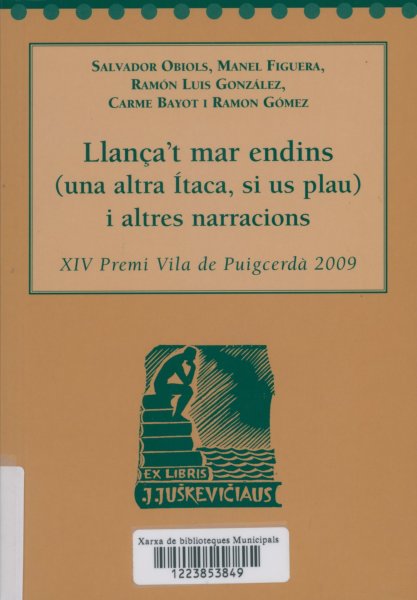 SALVADOR OBIOLS, MANEL FIGUERA,
RAMÓN LUIS GONZÁLEZ,
CARME BAYOT I RAMON GÓMEZ
Llança't mar endins
(una altra Ítaca, si us plau)
i altres narracions
XIV Premi Vila de Puigcerdà 2009
EX LIBRIS
J. JUŠKEVIČIAUS
Xarxa de biblioteques Municipals
1223853849